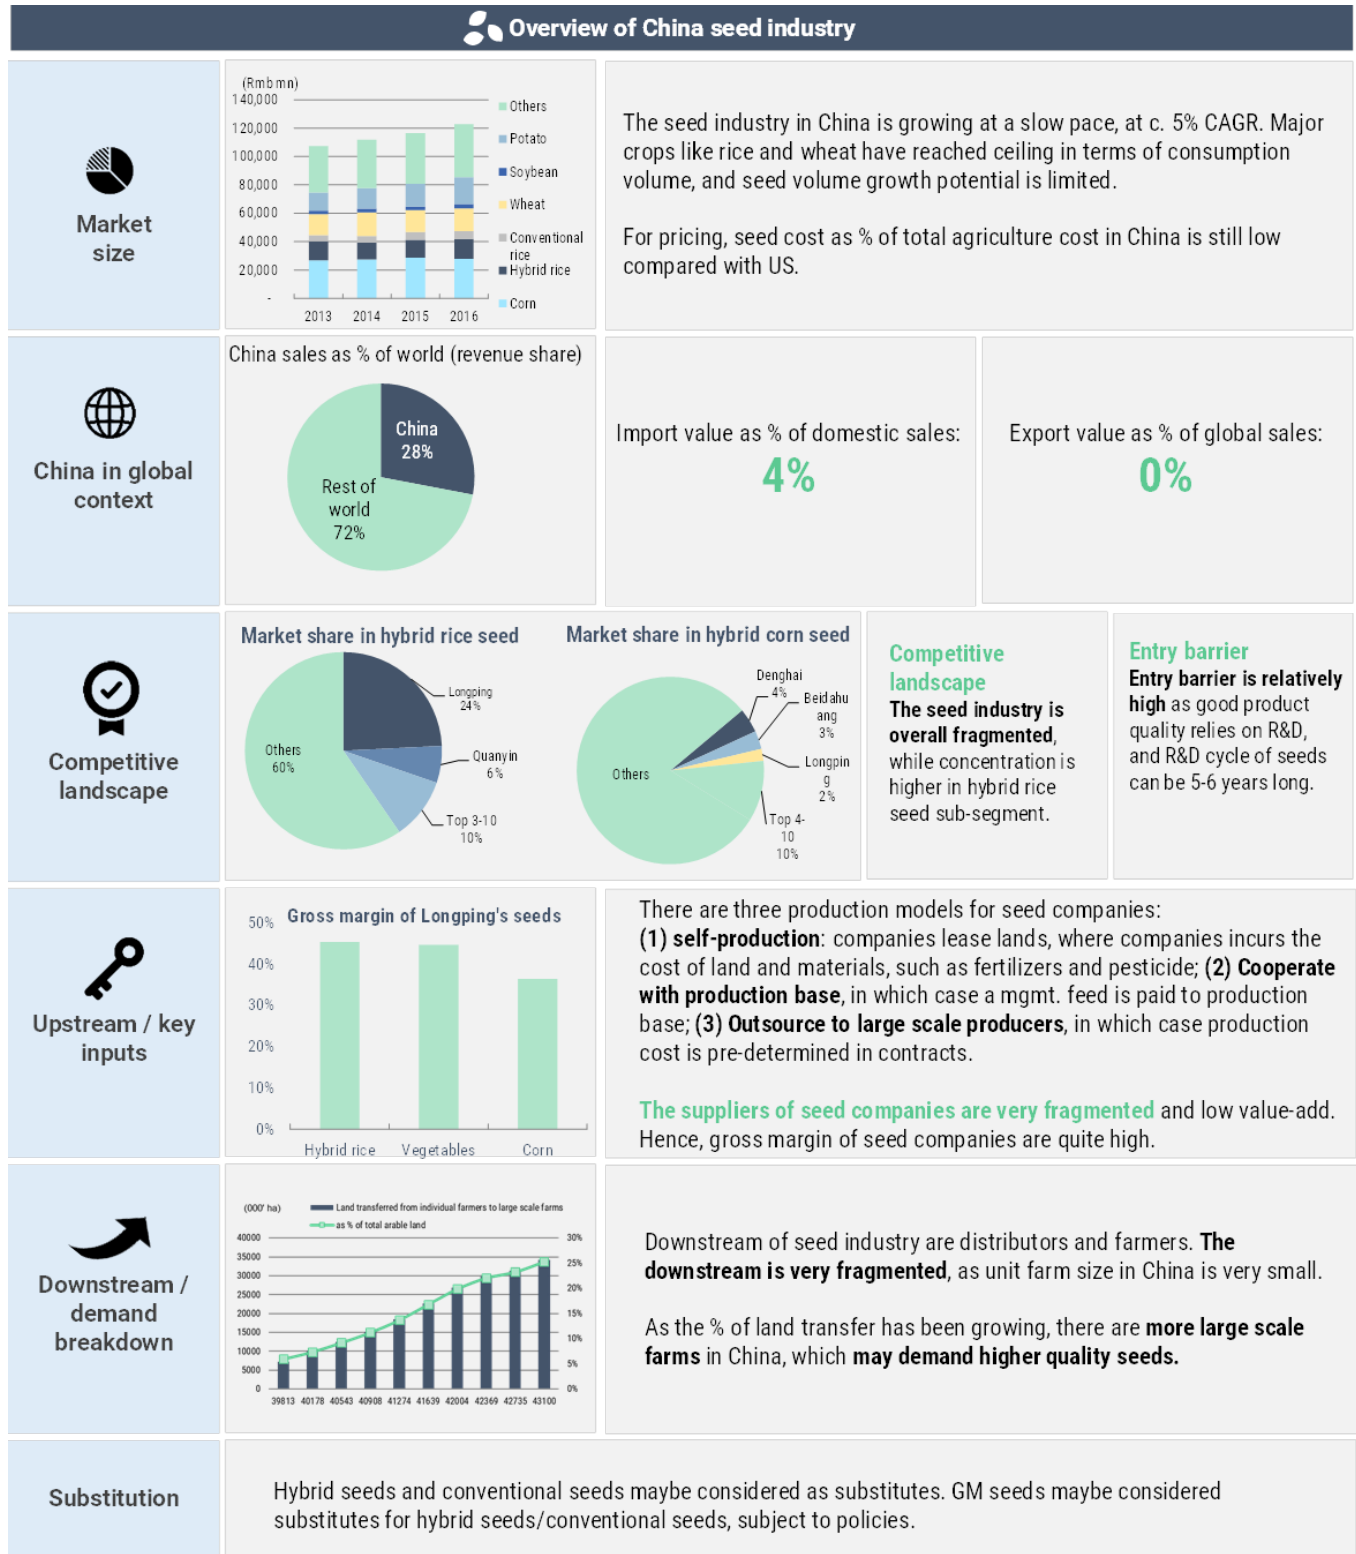 Overview of China seed industry
Market
size
(Rmb mn)
140,000
120,000
100,000
80,000
60,000
40,000
20,000
-
2013 2014 2015 2016
Others
Potato
Soybean
Wheat
Conventional
rice
Hybrid rice
Corn
The seed industry in China is growing at a slow pace, at c. 5% CAGR. Major
crops like rice and wheat have reached ceiling in terms of consumption
volume, and seed volume growth potential is limited.
For pricing, seed cost as % of total agriculture cost in China is still low
compared with US.
China in global
context
China sales as % of world (revenue share)
China
28%
Rest of
world
72%
Import value as % of domestic sales:
4%
Export value as % of global sales:
0%
Competitive
landscape
Market share in hybrid rice seed
Longping
24%
Quanyin
6%
Top 3-10
10%
Others
60%
Market share in hybrid corn seed
Denghai
4%
Beidahu
ang
3%
Longpin
g
2%
Top 4-
10
10%
Others
Competitive
landscape
The seed industry is
overall fragmented,
while concentration is
higher in hybrid rice
seed sub-segment.
Entry barrier
Entry barrier is relatively
high as good product
quality relies on R&D,
and R&D cycle of seeds
can be 5-6 years long.
Upstream / key
inputs
Gross margin of Longping's seeds
50%
40%
30%
20%
10%
0%
Hybrid rice Vegetables Corn
There are three production models for seed companies:
(1) self-production: companies lease lands, where companies incurs the
cost of land and materials, such as fertilizers and pesticide; (2) Cooperate
with production base, in which case a mgmt. feed is paid to production
base; (3) Outsource to large scale producers, in which case production
cost is pre-determined in contracts.
The suppliers of seed companies are very fragmented and low value-add.
Hence, gross margin of seed companies are quite high.
Downstream /
demand
breakdown
(000' ha)
Land transferred from individual farmers to large scale farms
as % of total arable land
40000
35000
30000
25000
20000
15000
10000
5000
0
30%
25%
20%
15%
10%
5%
0%
39813 40178 40543 40908 41274 41639 42004 42369 42735 43100
Downstream of seed industry are distributors and farmers. The
downstream is very fragmented, as unit farm size in China is very small.
As the % of land transfer has been growing, there are more large scale
farms in China, which may demand higher quality seeds.
Substitution
Hybrid seeds and conventional seeds maybe considered as substitutes. GM seeds maybe considered
substitutes for hybrid seeds/conventional seeds, subject to policies.